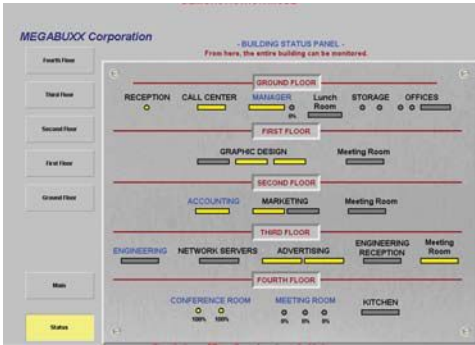 MEGABUXX Corporation
- BUILDING STATUS PANEL -
From here, the entire building can be monitored.
Fourth Floor
Third Floor
Second Floor
First Floor
Ground Floor
Main
Status
GROUND FLOOR
RECEPTION CALL CENTER MANAGER Lunch Room STORAGE OFFICES
0%
FIRST FLOOR
GRAPHIC DESIGN Meeting Room
SECOND FLOOR
ACCOUNTING MARKETING Meeting Room
THIRD FLOOR
ENGINEERING NETWORK SERVERS ADVERTISING ENGINEERING RECEPTION Meeting Room
FOURTH FLOOR
CONFERENCE ROOM MEETING ROOM KITCHEN
100% 100% 0% 0% 0%